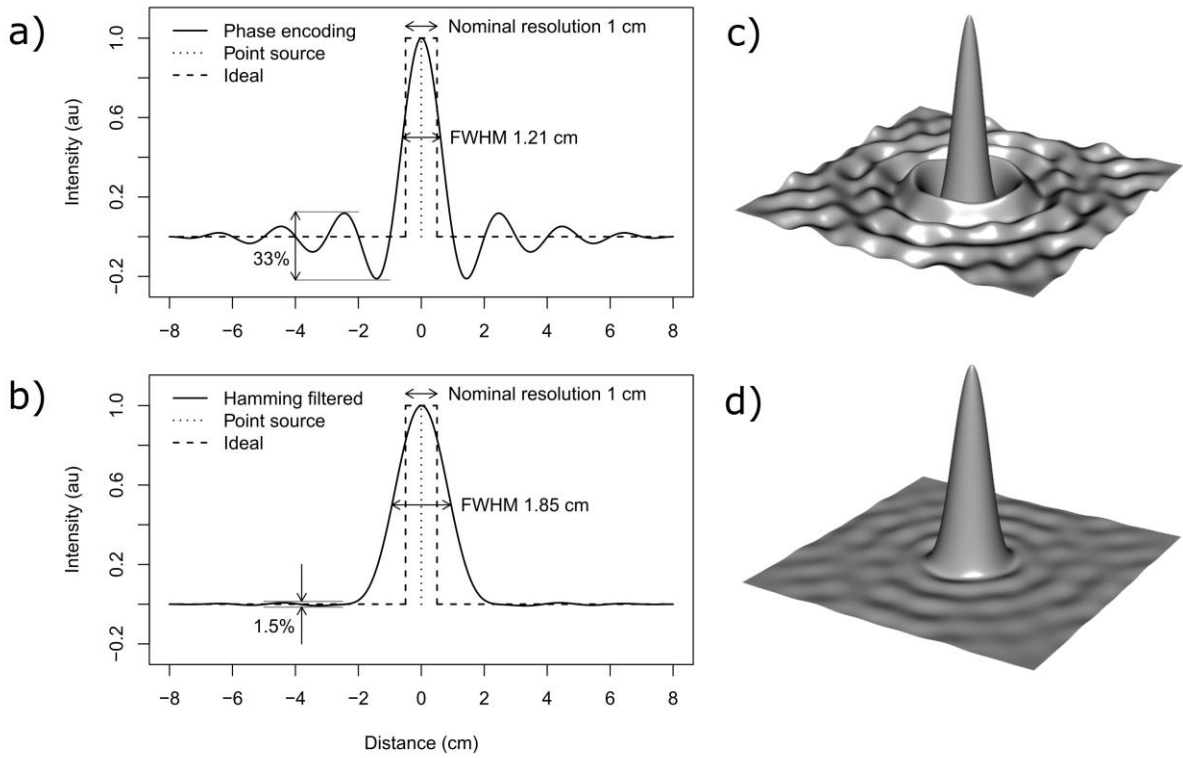 a)
Phase encoding
Point source
Ideal
Nominal resolution 1 cm
FWHM 1.21 cm
33%
Intensity (au)
1.0
0.6
0.2
−0.2
−8 −6 −4 −2 0 2 4 6 8
b)
Hamming filtered
Point source
Ideal
Nominal resolution 1 cm
FWHM 1.85 cm
1.5%
Intensity (au)
1.0
0.6
0.2
−0.2
−8 −6 −4 −2 0 2 4 6 8
Distance (cm)
c)
d)